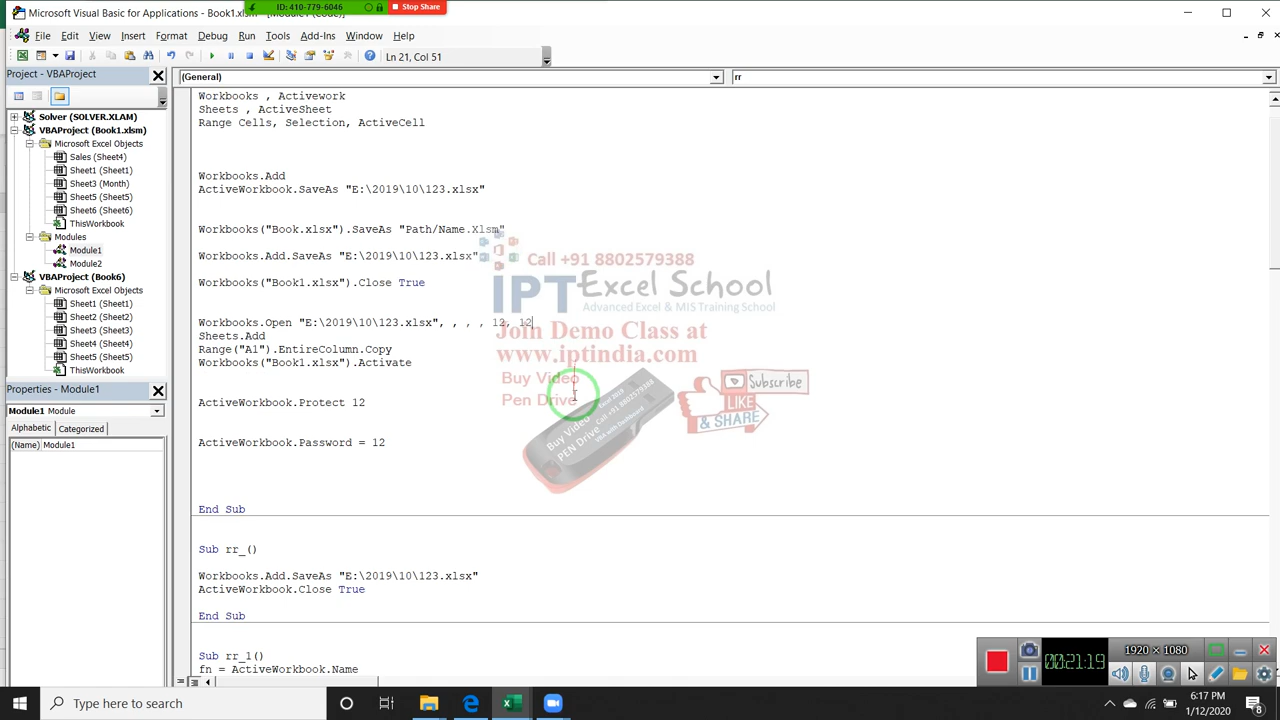 Microsoft Visual Basic for Applications - Book1.xlsm - [Module1 (Code)]
ID: 410-779-6046
Stop Share
File Edit View Insert Format Debug Run Tools Add-Ins Window Help
Ln 21, Col 51
Project - VBAProject
(General)
rr
Solver (SOLVER.XLAM)
VBAProject (Book1.xlsm)
Microsoft Excel Objects
Sales (Sheet4)
Sheet1 (Sheet1)
Sheet3 (Month)
Sheet5 (Sheet5)
Sheet6 (Sheet6)
ThisWorkbook
Modules
Module1
Module2
VBAProject (Book6)
Microsoft Excel Objects
Sheet1 (Sheet1)
Sheet2 (Sheet2)
Sheet3 (Sheet3)
Sheet4 (Sheet4)
Sheet5 (Sheet5)
ThisWorkbook
Properties - Module1
Module1 Module
Alphabetic Categorized
(Name) Module1
Workbooks , Activework
Sheets , ActiveSheet
Range Cells, Selection, ActiveCell
Workbooks.Add
ActiveWorkbook.SaveAs "E:\2019\10\123.xlsx"
Workbooks("Book.xlsx").SaveAs "Path/Name.Xlsm"
Workbooks.Add.SaveAs "E:\2019\10\123.xlsx"
Workbooks("Book1.xlsx").Close True
Workbooks.Open "E:\2019\10\123.xlsx", , , , 12, 12
Sheets.Add
Range("A1").EntireColumn.Copy
Workbooks("Book1.xlsx").Activate
ActiveWorkbook.Protect 12
ActiveWorkbook.Password = 12
End Sub
Sub rr_()
Workbooks.Add.SaveAs "E:\2019\10\123.xlsx"
ActiveWorkbook.Close True
End Sub
Sub rr_1()
fn = ActiveWorkbook.Name
Call +91 8802579388
IPT Excel School
Advanced Excel & MIS Training School
Join Demo Class at
www.iptindia.com
Buy Video
Pen Drive
Buy Video
PEN Drive
Call +91 8802579388
Subscribe
LIKE
& SHARE
1920 × 1080
00:21:19
Type here to search
6:17 PM
1/12/2020
8